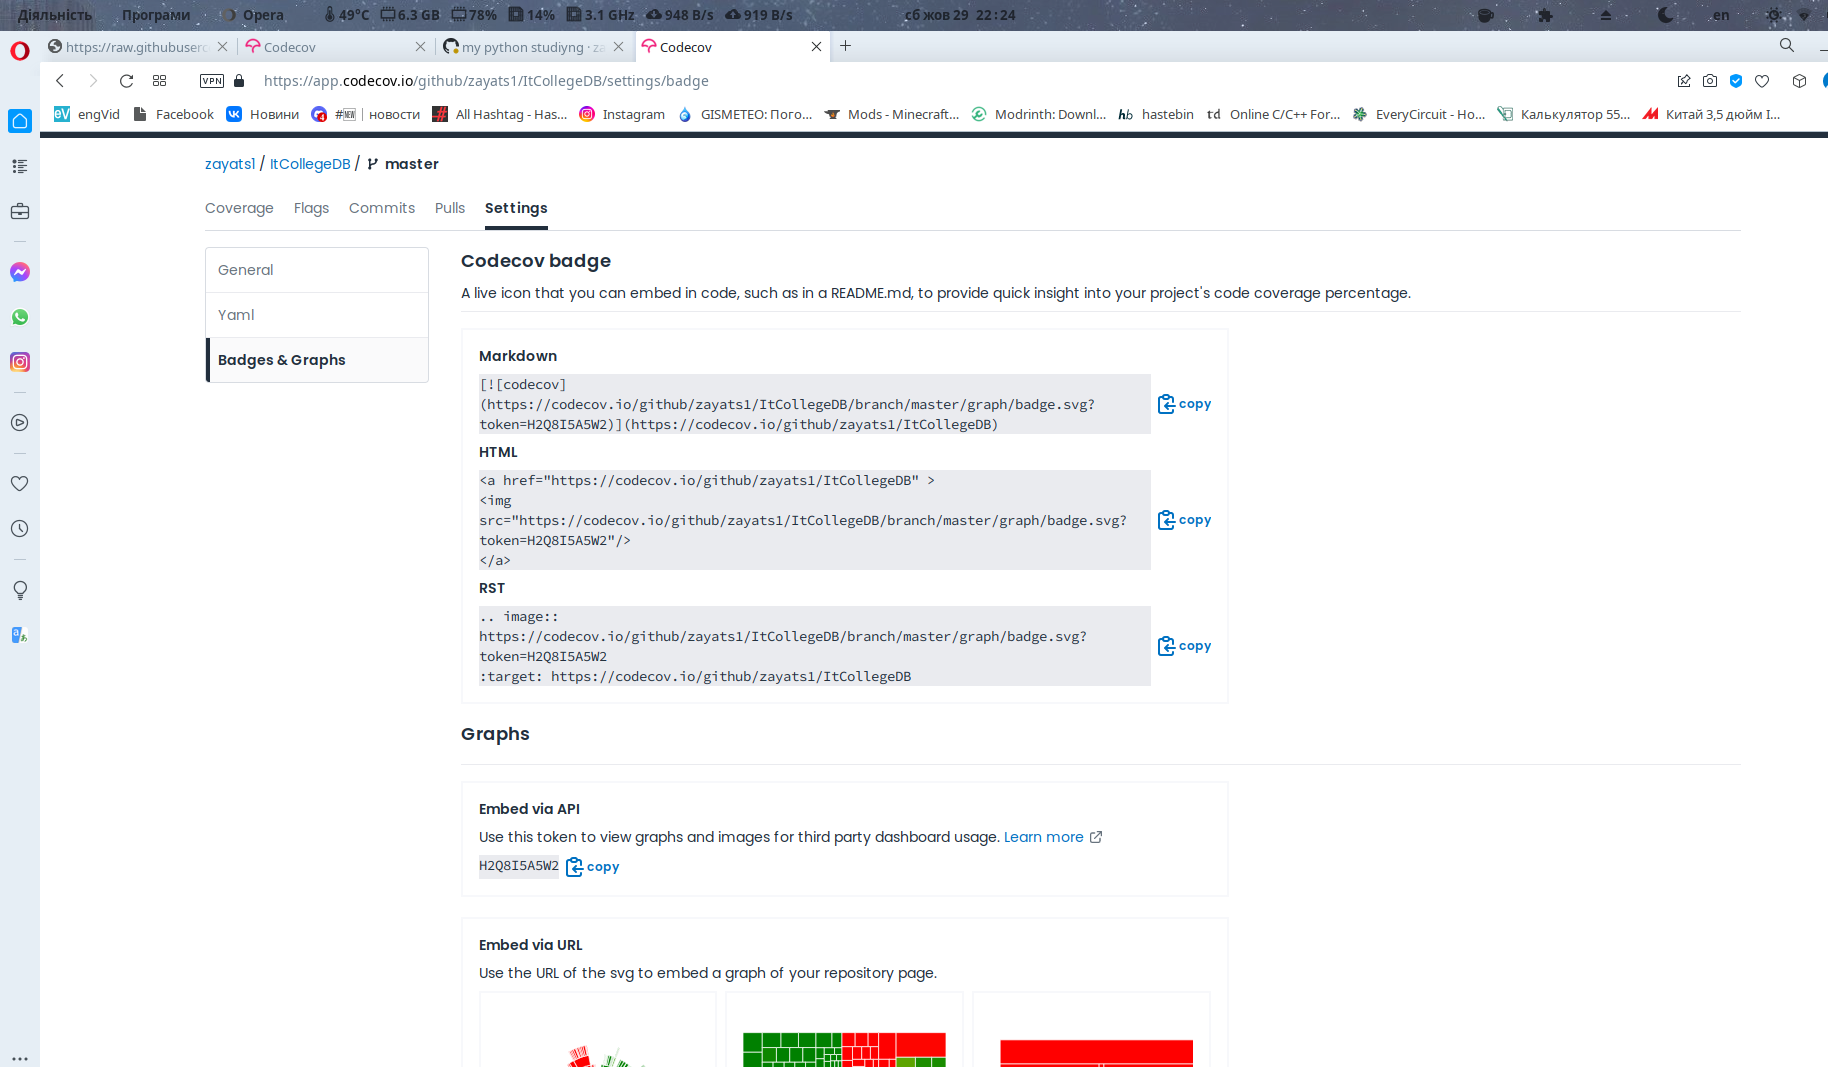 Діяльність Програми Opera 49°C 6.3 GB 78% 14% 3.1 GHz 948 B/s 919 B/s сб жов 29 22:24 en
https://raw.githubuserc Codecov my python studiyng · za Codecov
VPN https://app.codecov.io/github/zayats1/ItCollegeDB/settings/badge
engVid Facebook Новини #NEW | новости All Hashtag - Has... Instagram GISMETEO: Пого... Mods - Minecraft... Modrinth: Downl... hastebin Online C/C++ For... EveryCircuit - Ho... Калькулятор 55... Китай 3,5 дюйм I...
zayats1 / ItCollegeDB / master
Coverage Flags Commits Pulls Settings
General
Yaml
Badges & Graphs
Codecov badge
A live icon that you can embed in code, such as in a README.md, to provide quick insight into your project's code coverage percentage.
Markdown
[![codecov]
(https://codecov.io/github/zayats1/ItCollegeDB/branch/master/graph/badge.svg?
token=H2Q8I5A5W2)](https://codecov.io/github/zayats1/ItCollegeDB)
copy
HTML
<a href="https://codecov.io/github/zayats1/ItCollegeDB" >
<img
src="https://codecov.io/github/zayats1/ItCollegeDB/branch/master/graph/badge.svg?
token=H2Q8I5A5W2"/>
</a>
copy
RST
.. image::
https://codecov.io/github/zayats1/ItCollegeDB/branch/master/graph/badge.svg?
token=H2Q8I5A5W2
:target: https://codecov.io/github/zayats1/ItCollegeDB
copy
Graphs
Embed via API
Use this token to view graphs and images for third party dashboard usage. Learn more
H2Q8I5A5W2 copy
Embed via URL
Use the URL of the svg to embed a graph of your repository page.